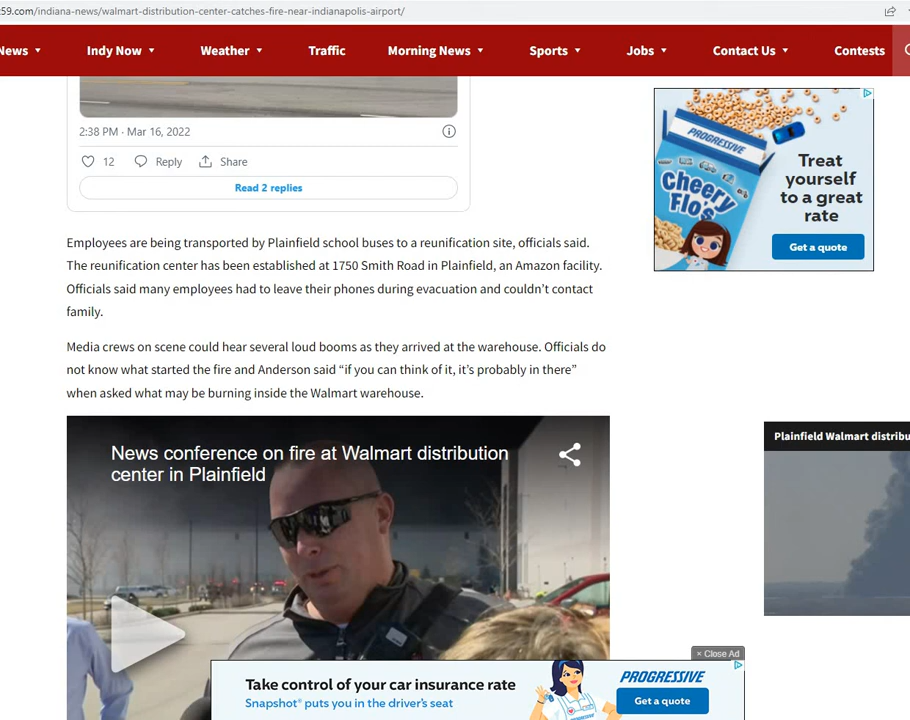 59.com/indiana-news/walmart-distribution-center-catches-fire-near-indianapolis-airport/
News Indy Now Weather Traffic Morning News Sports Jobs Contact Us Contests
2:38 PM · Mar 16, 2022
12 Reply Share
Read 2 replies
PROGRESSIVE
Cheery Flo's
Treat
yourself
to a great
rate
Get a quote
Employees are being transported by Plainfield school buses to a reunification site, officials said.
The reunification center has been established at 1750 Smith Road in Plainfield, an Amazon facility.
Officials said many employees had to leave their phones during evacuation and couldn’t contact
family.
Media crews on scene could hear several loud booms as they arrived at the warehouse. Officials do
not know what started the fire and Anderson said “if you can think of it, it’s probably in there”
when asked what may be burning inside the Walmart warehouse.
News conference on fire at Walmart distribution
center in Plainfield
Plainfield Walmart distribu
× Close Ad
Take control of your car insurance rate
Snapshot® puts you in the driver's seat
PROGRESSIVE
Get a quote